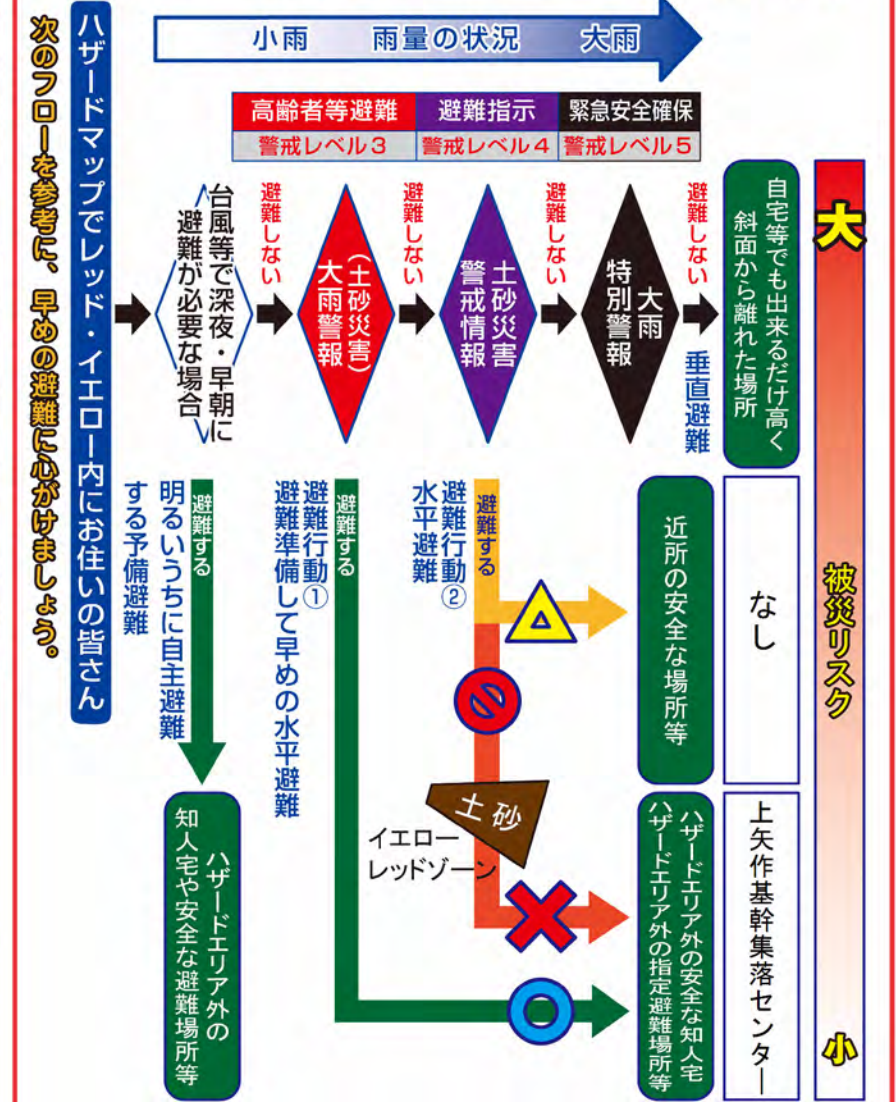 ハザードマップでレッド・イエロー内にお住いの皆さん
次のフローを参考に、早めの避難に心がけましょう。
小雨 雨量の状況 大雨
高齢者等避難 避難指示 緊急安全確保
警戒レベル3 警戒レベル4 警戒レベル5
台風等で深夜・早朝に
避難が必要な場合
避難しない
大雨警報
(土砂災害)
避難しない
土砂災害
警戒情報
避難しない
大雨
特別警報
避難しない
垂直避難
自宅等でも出来るだけ高く
斜面から離れた場所
避難する
明るいうちに自主避難
する予備避難
ハザードエリア外の
知人宅や安全な避難場所等
避難する
避難行動①
避難準備して早めの水平避難
避難する
避難行動②
水平避難
近所の安全な場所等
なし
土砂
イエロー
レッドゾーン
ハザードエリア外の安全な知人宅
ハザードエリア外の指定避難場所等
上矢作基幹集落センター
大
被災リスク
小